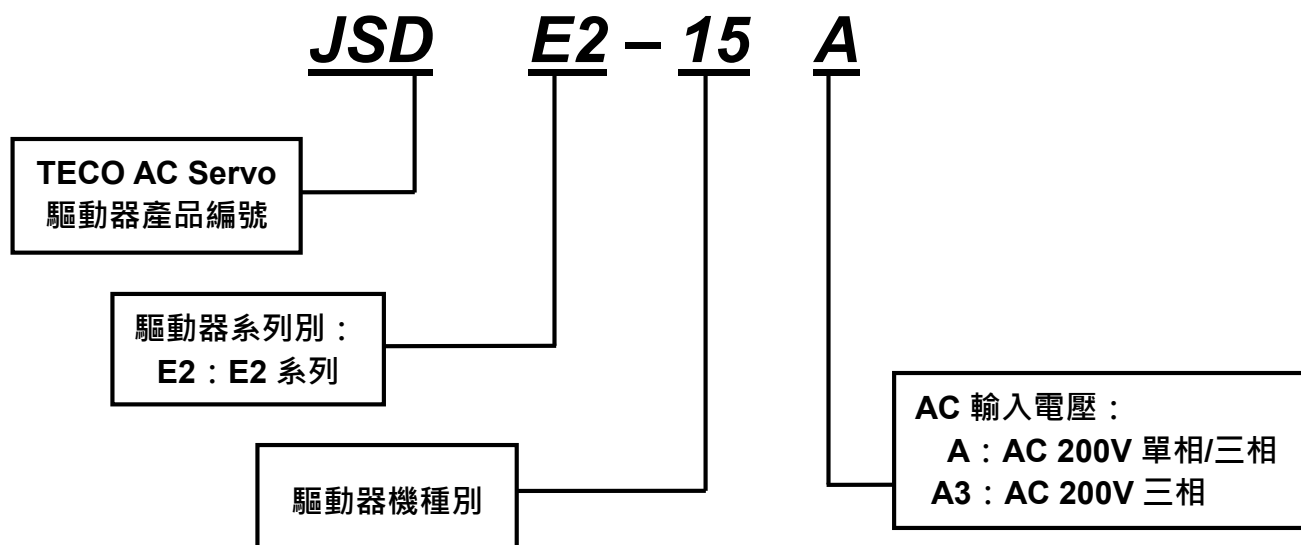 JSD E2 – 15 A
TECO AC Servo
驅動器產品編號
驅動器系列別：
E2：E2 系列
驅動器機種別
AC 輸入電壓：
A：AC 200V 單相/三相
A3：AC 200V 三相